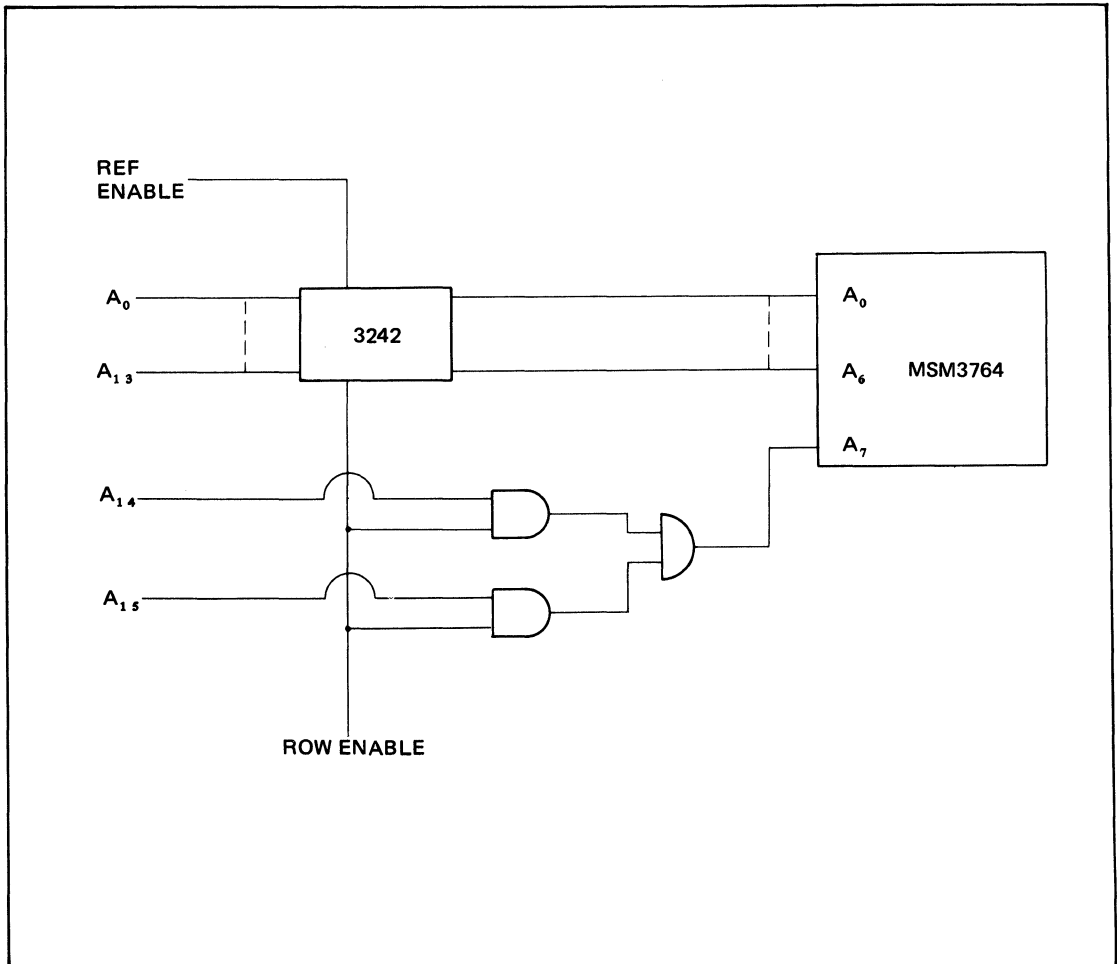 REF
ENABLE
A₀
3242
A₀
A₁₃
A₆
MSM3764
A₇
A₁₄
A₁₅
ROW ENABLE